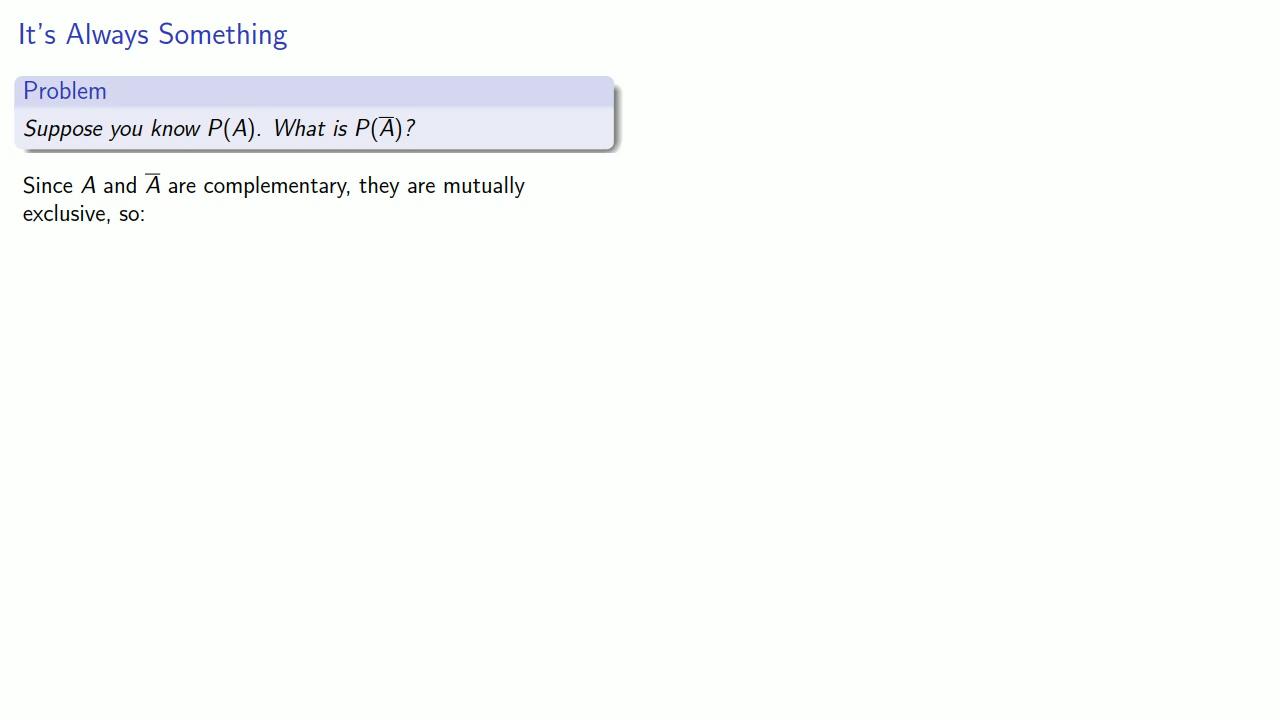 It's Always Something
Problem
Suppose you know P(A). What is P(A̅)?
Since A and A̅ are complementary, they are mutually
exclusive, so: